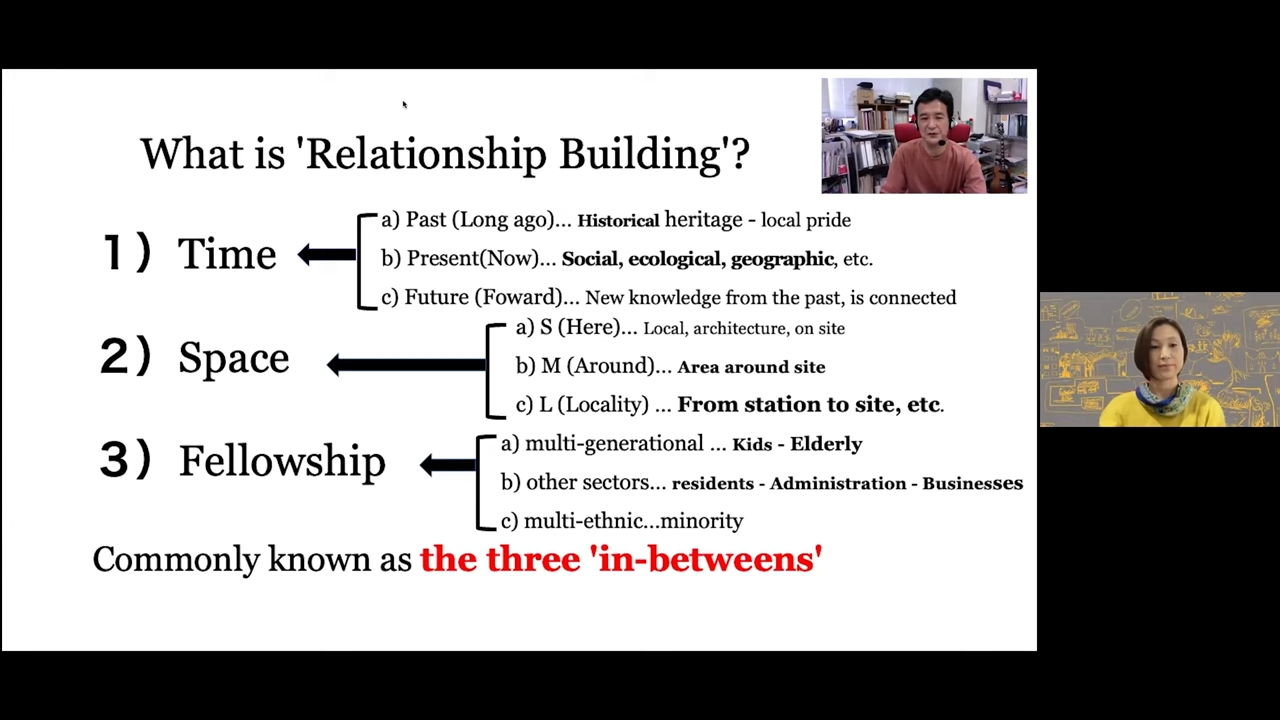 What is 'Relationship Building'?
1) Time
a) Past (Long ago)... Historical heritage - local pride
b) Present(Now)... Social, ecological, geographic, etc.
c) Future (Foward)... New knowledge from the past, is connected
2) Space
a) S (Here)... Local, architecture, on site
b) M (Around)... Area around site
c) L (Locality) ... From station to site, etc.
3) Fellowship
a) multi-generational ... Kids - Elderly
b) other sectors... residents - Administration - Businesses
c) multi-ethnic...minority
Commonly known as the three 'in-betweens'